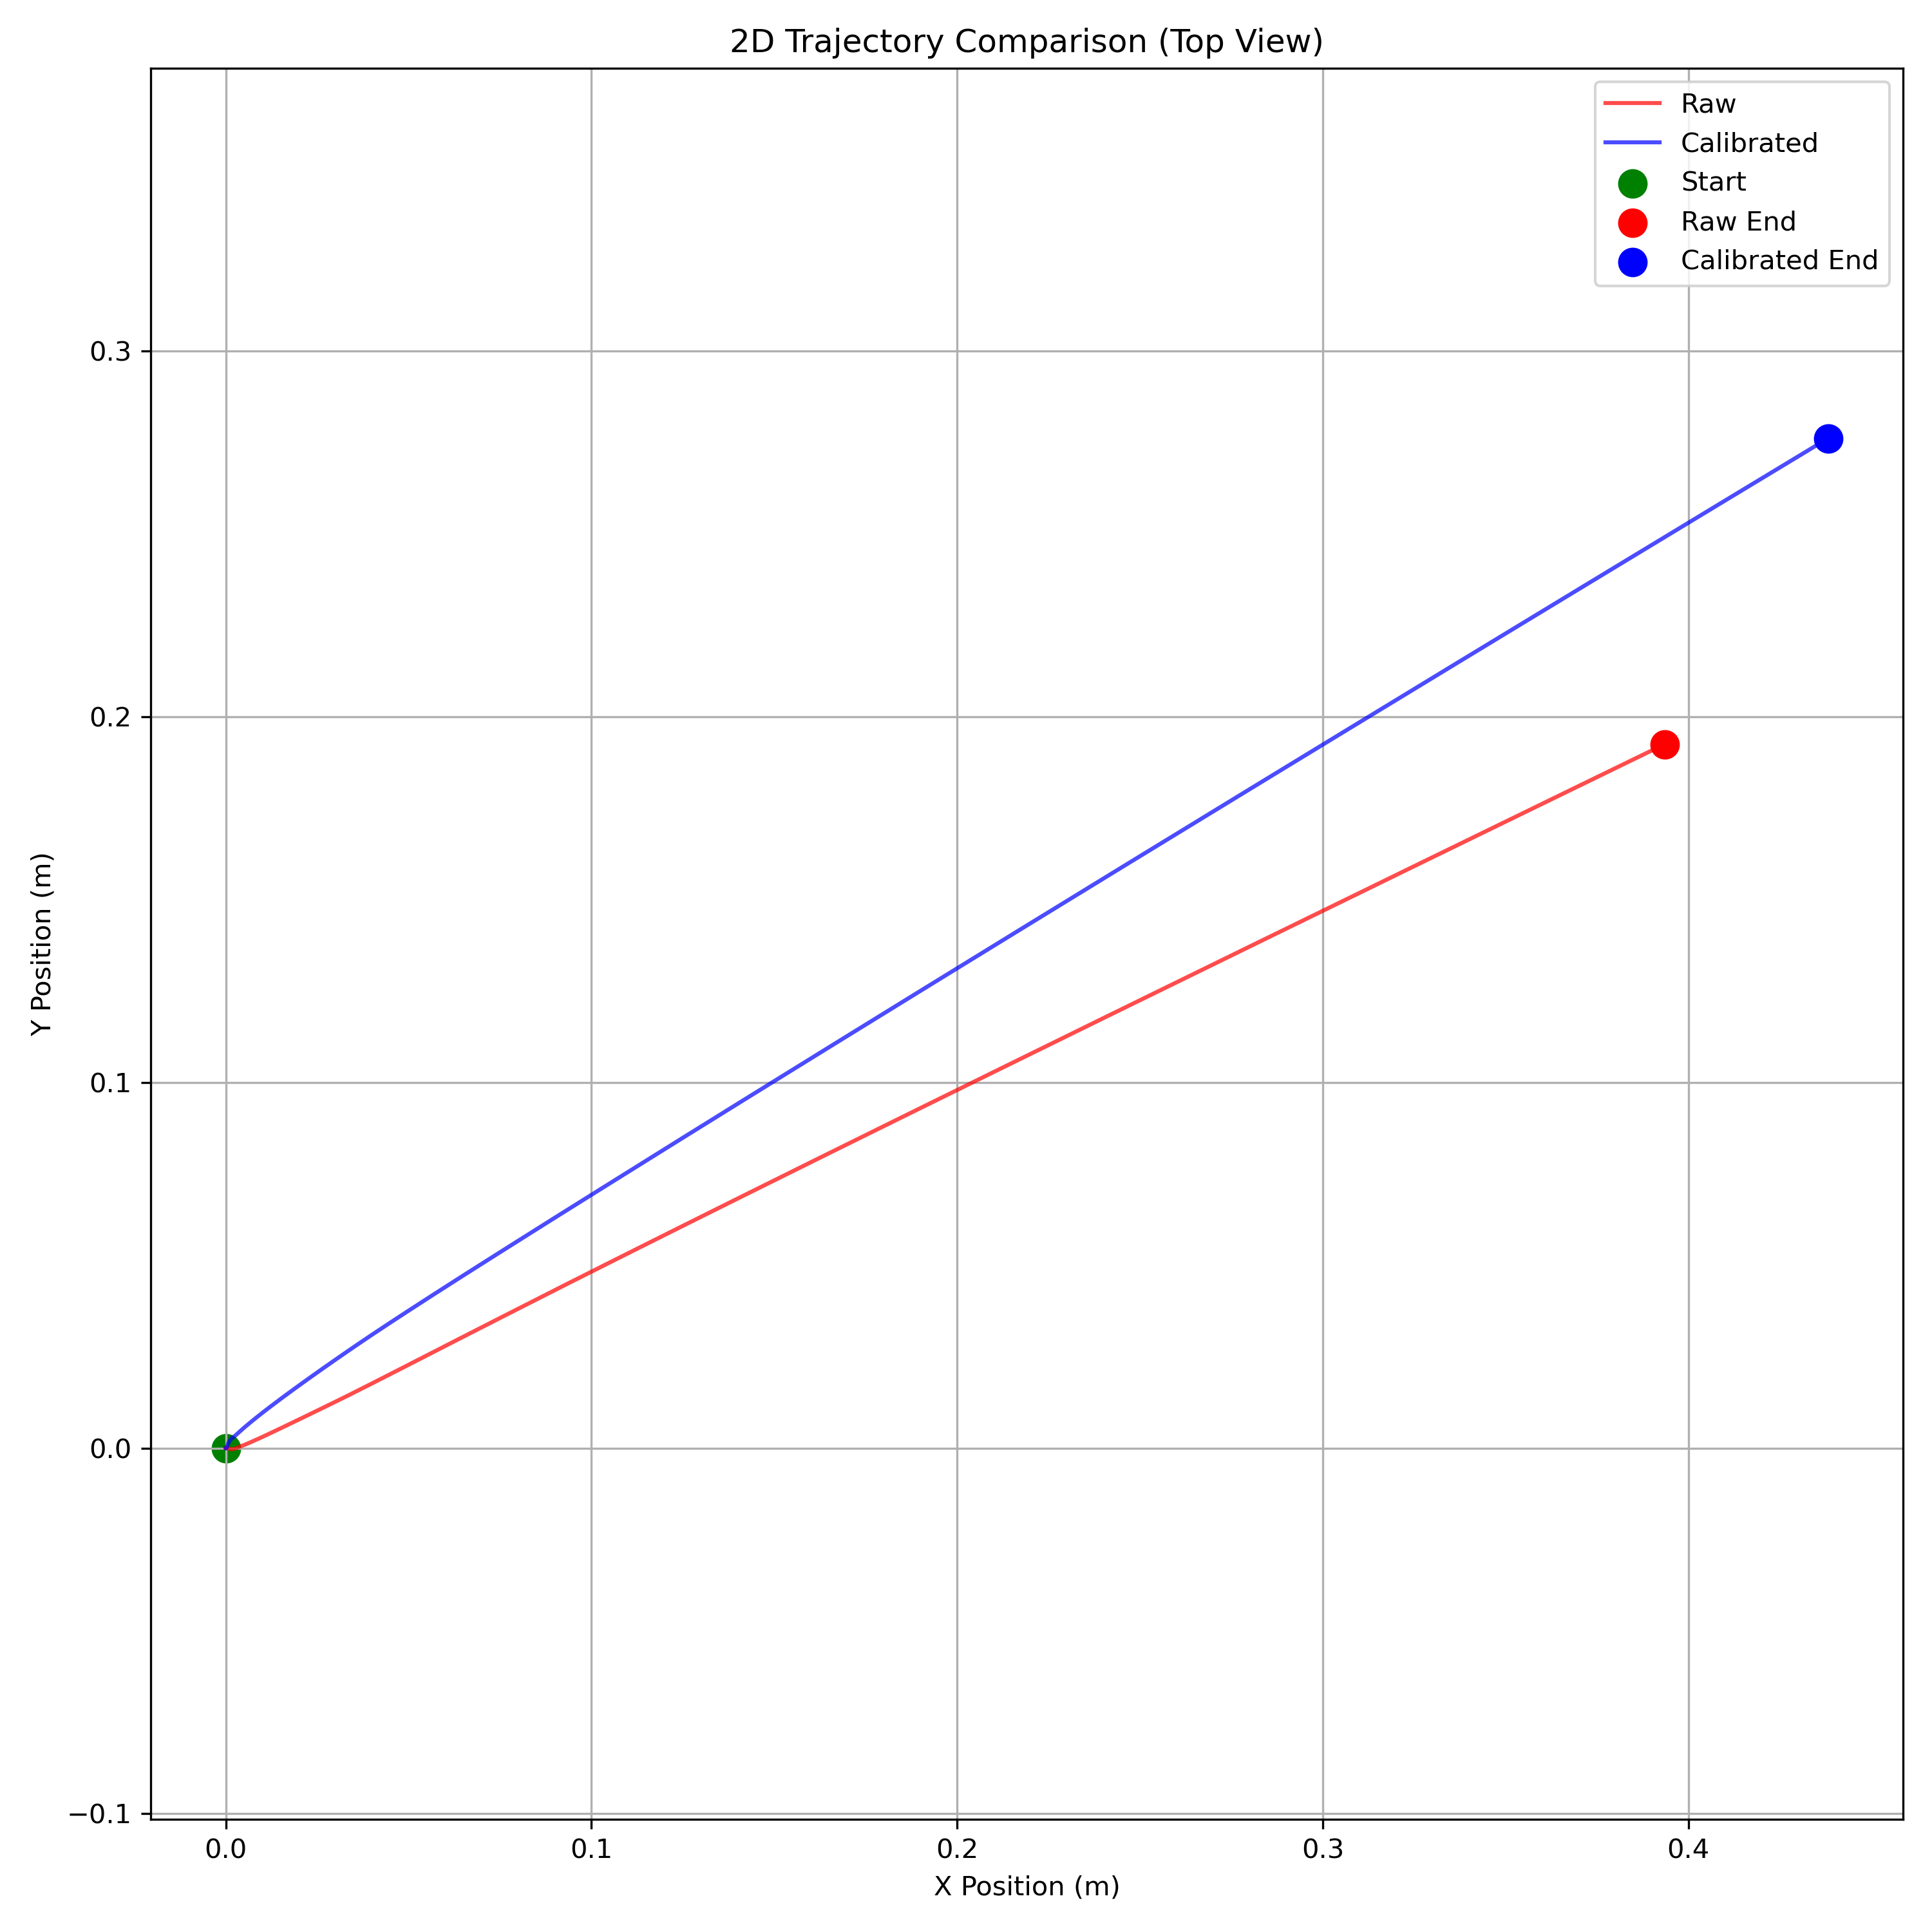 2D Trajectory Comparison (Top View)
Raw
Calibrated
Start
Raw End
Calibrated End
Y Position (m)
0.3
0.2
0.1
0.0
−0.1
0.0 0.1 0.2 0.3 0.4
X Position (m)